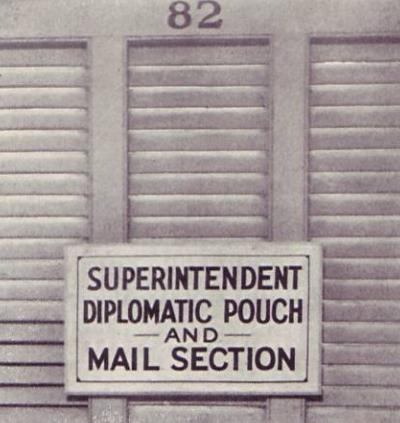 82
SUPERINTENDENT
DIPLOMATIC POUCH
—AND—
MAIL SECTION